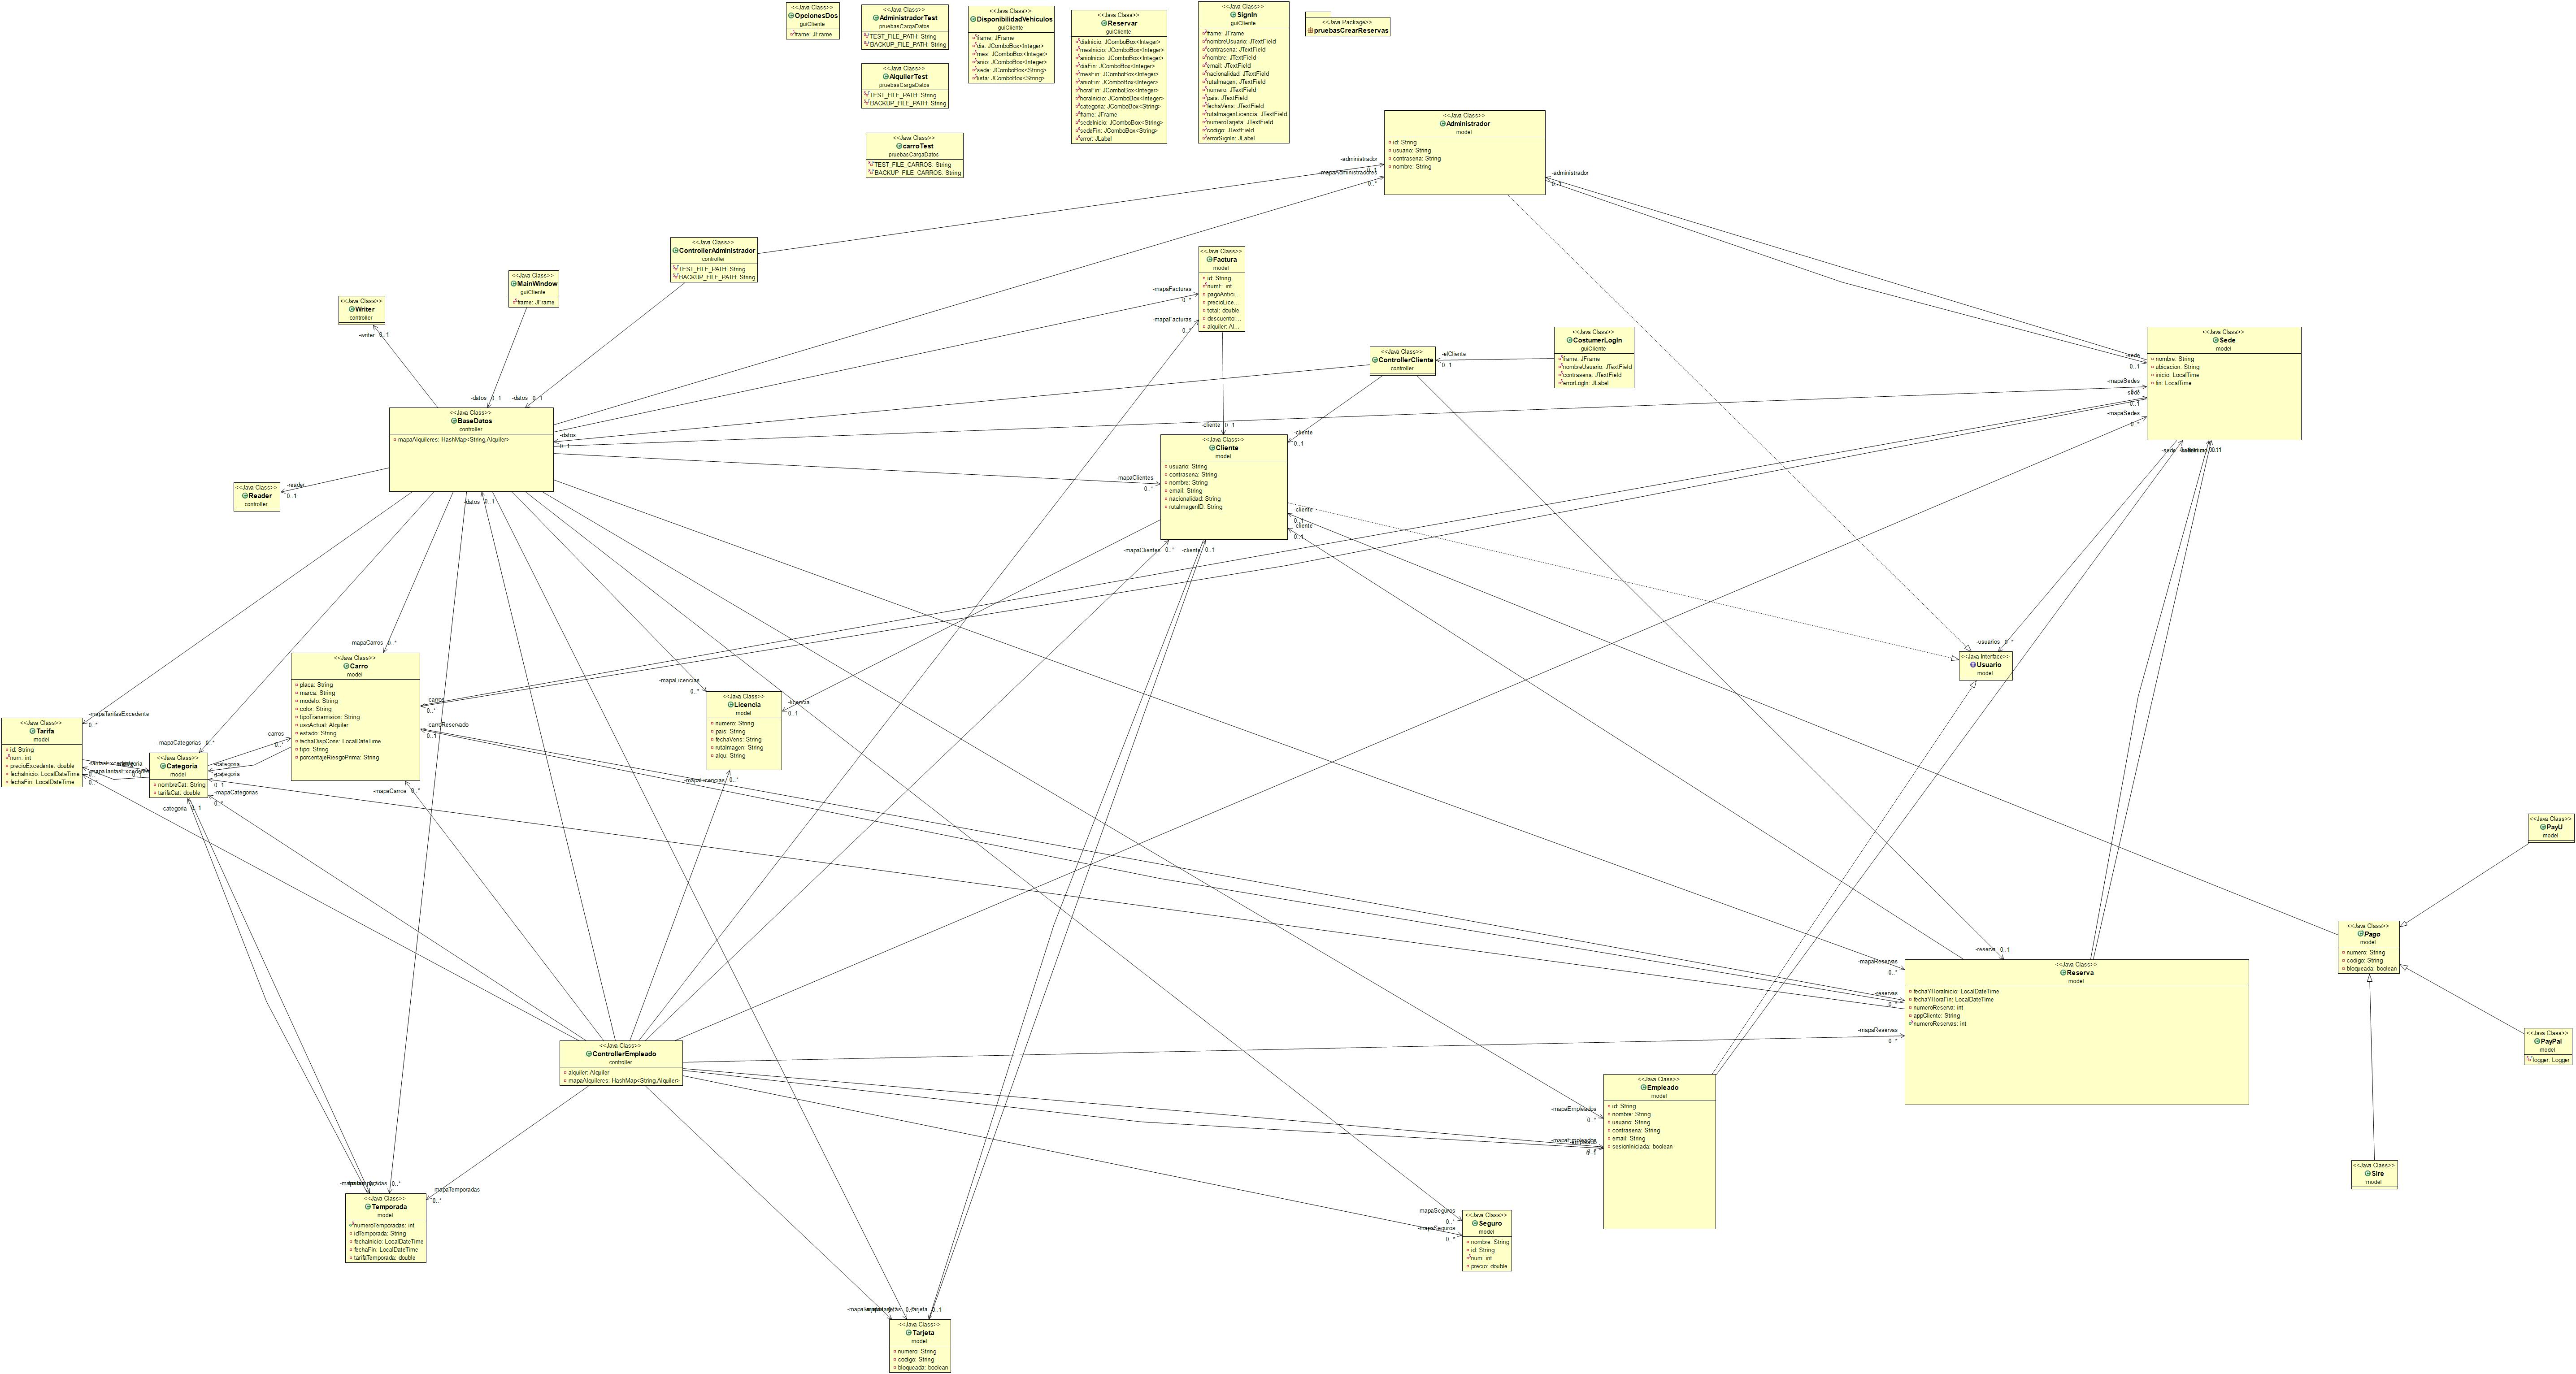 <<Java Class>>
OpcionesDos
guiCliente
frame: JFrame
<<Java Class>>
AdministradorTest
pruebasCargaDatos
TEST_FILE_PATH: String
BACKUP_FILE_PATH: String
<<Java Class>>
DisponibilidadVehiculos
guiCliente
frame: JFrame
dia: JComboBox<Integer>
mes: JComboBox<Integer>
anio: JComboBox<Integer>
sede: JComboBox<String>
lista: JComboBox<String>
<<Java Class>>
Reservar
guiCliente
diaInicio: JComboBox<Integer>
mesInicio: JComboBox<Integer>
anioInicio: JComboBox<Integer>
diaFin: JComboBox<Integer>
mesFin: JComboBox<Integer>
anioFin: JComboBox<Integer>
horaFin: JComboBox<Integer>
horaInicio: JComboBox<Integer>
categoria: JComboBox<String>
frame: JFrame
sedeInicio: JComboBox<String>
sedeFin: JComboBox<String>
error: JLabel
<<Java Class>>
SignIn
guiCliente
frame: JFrame
nombreUsuario: JTextField
contrasena: JTextField
nombre: JTextField
email: JTextField
nacionalidad: JTextField
rutaImagen: JTextField
numero: JTextField
pais: JTextField
fechaVens: JTextField
rutaImagenLicencia: JTextField
numeroTarjeta: JTextField
codigo: JTextField
errorSignIn: JLabel
<<Java Package>>
pruebasCrearReservas
<<Java Class>>
AlquilerTest
pruebasCargaDatos
TEST_FILE_PATH: String
BACKUP_FILE_PATH: String
<<Java Class>>
carroTest
pruebasCargaDatos
TEST_FILE_CARROS: String
BACKUP_FILE_CARROS: String
<<Java Class>>
Administrador
model
id: String
usuario: String
contrasena: String
nombre: String
-administrador
0..1
-mapaAdministradores
0..*
-administrador
0..1
<<Java Class>>
ControllerAdministrador
controller
TEST_FILE_PATH: String
BACKUP_FILE_PATH: String
<<Java Class>>
MainWindow
guiCliente
frame: JFrame
<<Java Class>>
Writer
controller
-writer 0..1
<<Java Class>>
Factura
model
id: String
numF: int
pagoAntici...
precioLice...
total: double
descuento:...
alquiler: Al...
-mapaFacturas
0..*
-mapaFacturas
0..*
<<Java Class>>
ControllerCliente
controller
-elCliente
0..1
<<Java Class>>
CostumerLogIn
guiCliente
frame: JFrame
nombreUsuario: JTextField
contrasena: JTextField
errorLogIn: JLabel
<<Java Class>>
Sede
model
nombre: String
ubicacion: String
inicio: LocalTime
fin: LocalTime
-sede
0..1
-mapaSedes
-sede
0..1
-mapaSedes
0..*
-sede
-datos 0..1
-datos 0..1
<<Java Class>>
BaseDatos
controller
mapaAlquileres: HashMap<String,Alquiler>
-datos
0..1
-datos 0..1
<<Java Class>>
Reader
controller
-reader
0..1
<<Java Class>>
Cliente
model
usuario: String
contrasena: String
nombre: String
email: String
nacionalidad: String
rutaImagenID: String
-cliente 0..1
-cliente
0..1
-mapaClientes
0..*
-cliente
0..1
-cliente
0..1
-mapaClientes 0..*
-cliente 0..1
<<Java Interface>>
Usuario
model
-usuarios 0..*
<<Java Class>>
Carro
model
placa: String
marca: String
modelo: String
color: String
tipoTransmision: String
usoActual: Alquiler
estado: String
fechaDispCons: LocalDateTime
tipo: String
porcentajeRiesgoPrima: String
-mapaCarros 0..*
-carros
0..*
-carroReservado
0..1
-carros
0..*
-mapaCarros 0..*
<<Java Class>>
Licencia
model
numero: String
pais: String
fechaVens: String
rutaImagen: String
alqu: String
-mapaLicencias
0..*
-licencia
0..1
-mapaLicencias 0..*
<<Java Class>>
Tarifa
model
id: String
num: int
precioExcedente: double
fechaInicio: LocalDateTime
fechaFin: LocalDateTime
-mapaTarifasExcedente
0..*
-tarifasExcedente
-mapaTarifasExcedente
0..*
<<Java Class>>
Categoria
model
nombreCat: String
tarifaCat: double
-mapaCategorias 0..*
-categoria
-categoria
0..1
-mapaCategorias
0..*
-categoria 0..1
<<Java Class>>
PayU
model
<<Java Class>>
Pago
model
numero: String
codigo: String
bloqueada: boolean
<<Java Class>>
PayPal
model
logger: Logger
<<Java Class>>
Sire
model
<<Java Class>>
Reserva
model
fechaYHoraInicio: LocalDateTime
fechaYHoraFin: LocalDateTime
numeroReserva: int
appCliente: String
numeroReservas: int
-reserva 0..1
-mapaReservas
0..*
-reservas
0..*
-mapaReservas
0..*
<<Java Class>>
ControllerEmpleado
controller
alquiler: Alquiler
mapaAlquileres: HashMap<String,Alquiler>
<<Java Class>>
Empleado
model
id: String
nombre: String
usuario: String
contrasena: String
email: String
sesionIniciada: boolean
-mapaEmpleados
0..*
-mapaEmpleados
0..1
<<Java Class>>
Temporada
model
numeroTemporadas: int
idTemporada: String
fechaInicio: LocalDateTime
fechaFin: LocalDateTime
tarifaTemporada: double
0..*
-mapaTemporadas
0..*
<<Java Class>>
Seguro
model
nombre: String
id: String
num: int
precio: double
-mapaSeguros
0..*
-mapaSeguros
0..*
<<Java Class>>
Tarjeta
model
numero: String
codigo: String
bloqueada: boolean
0..1